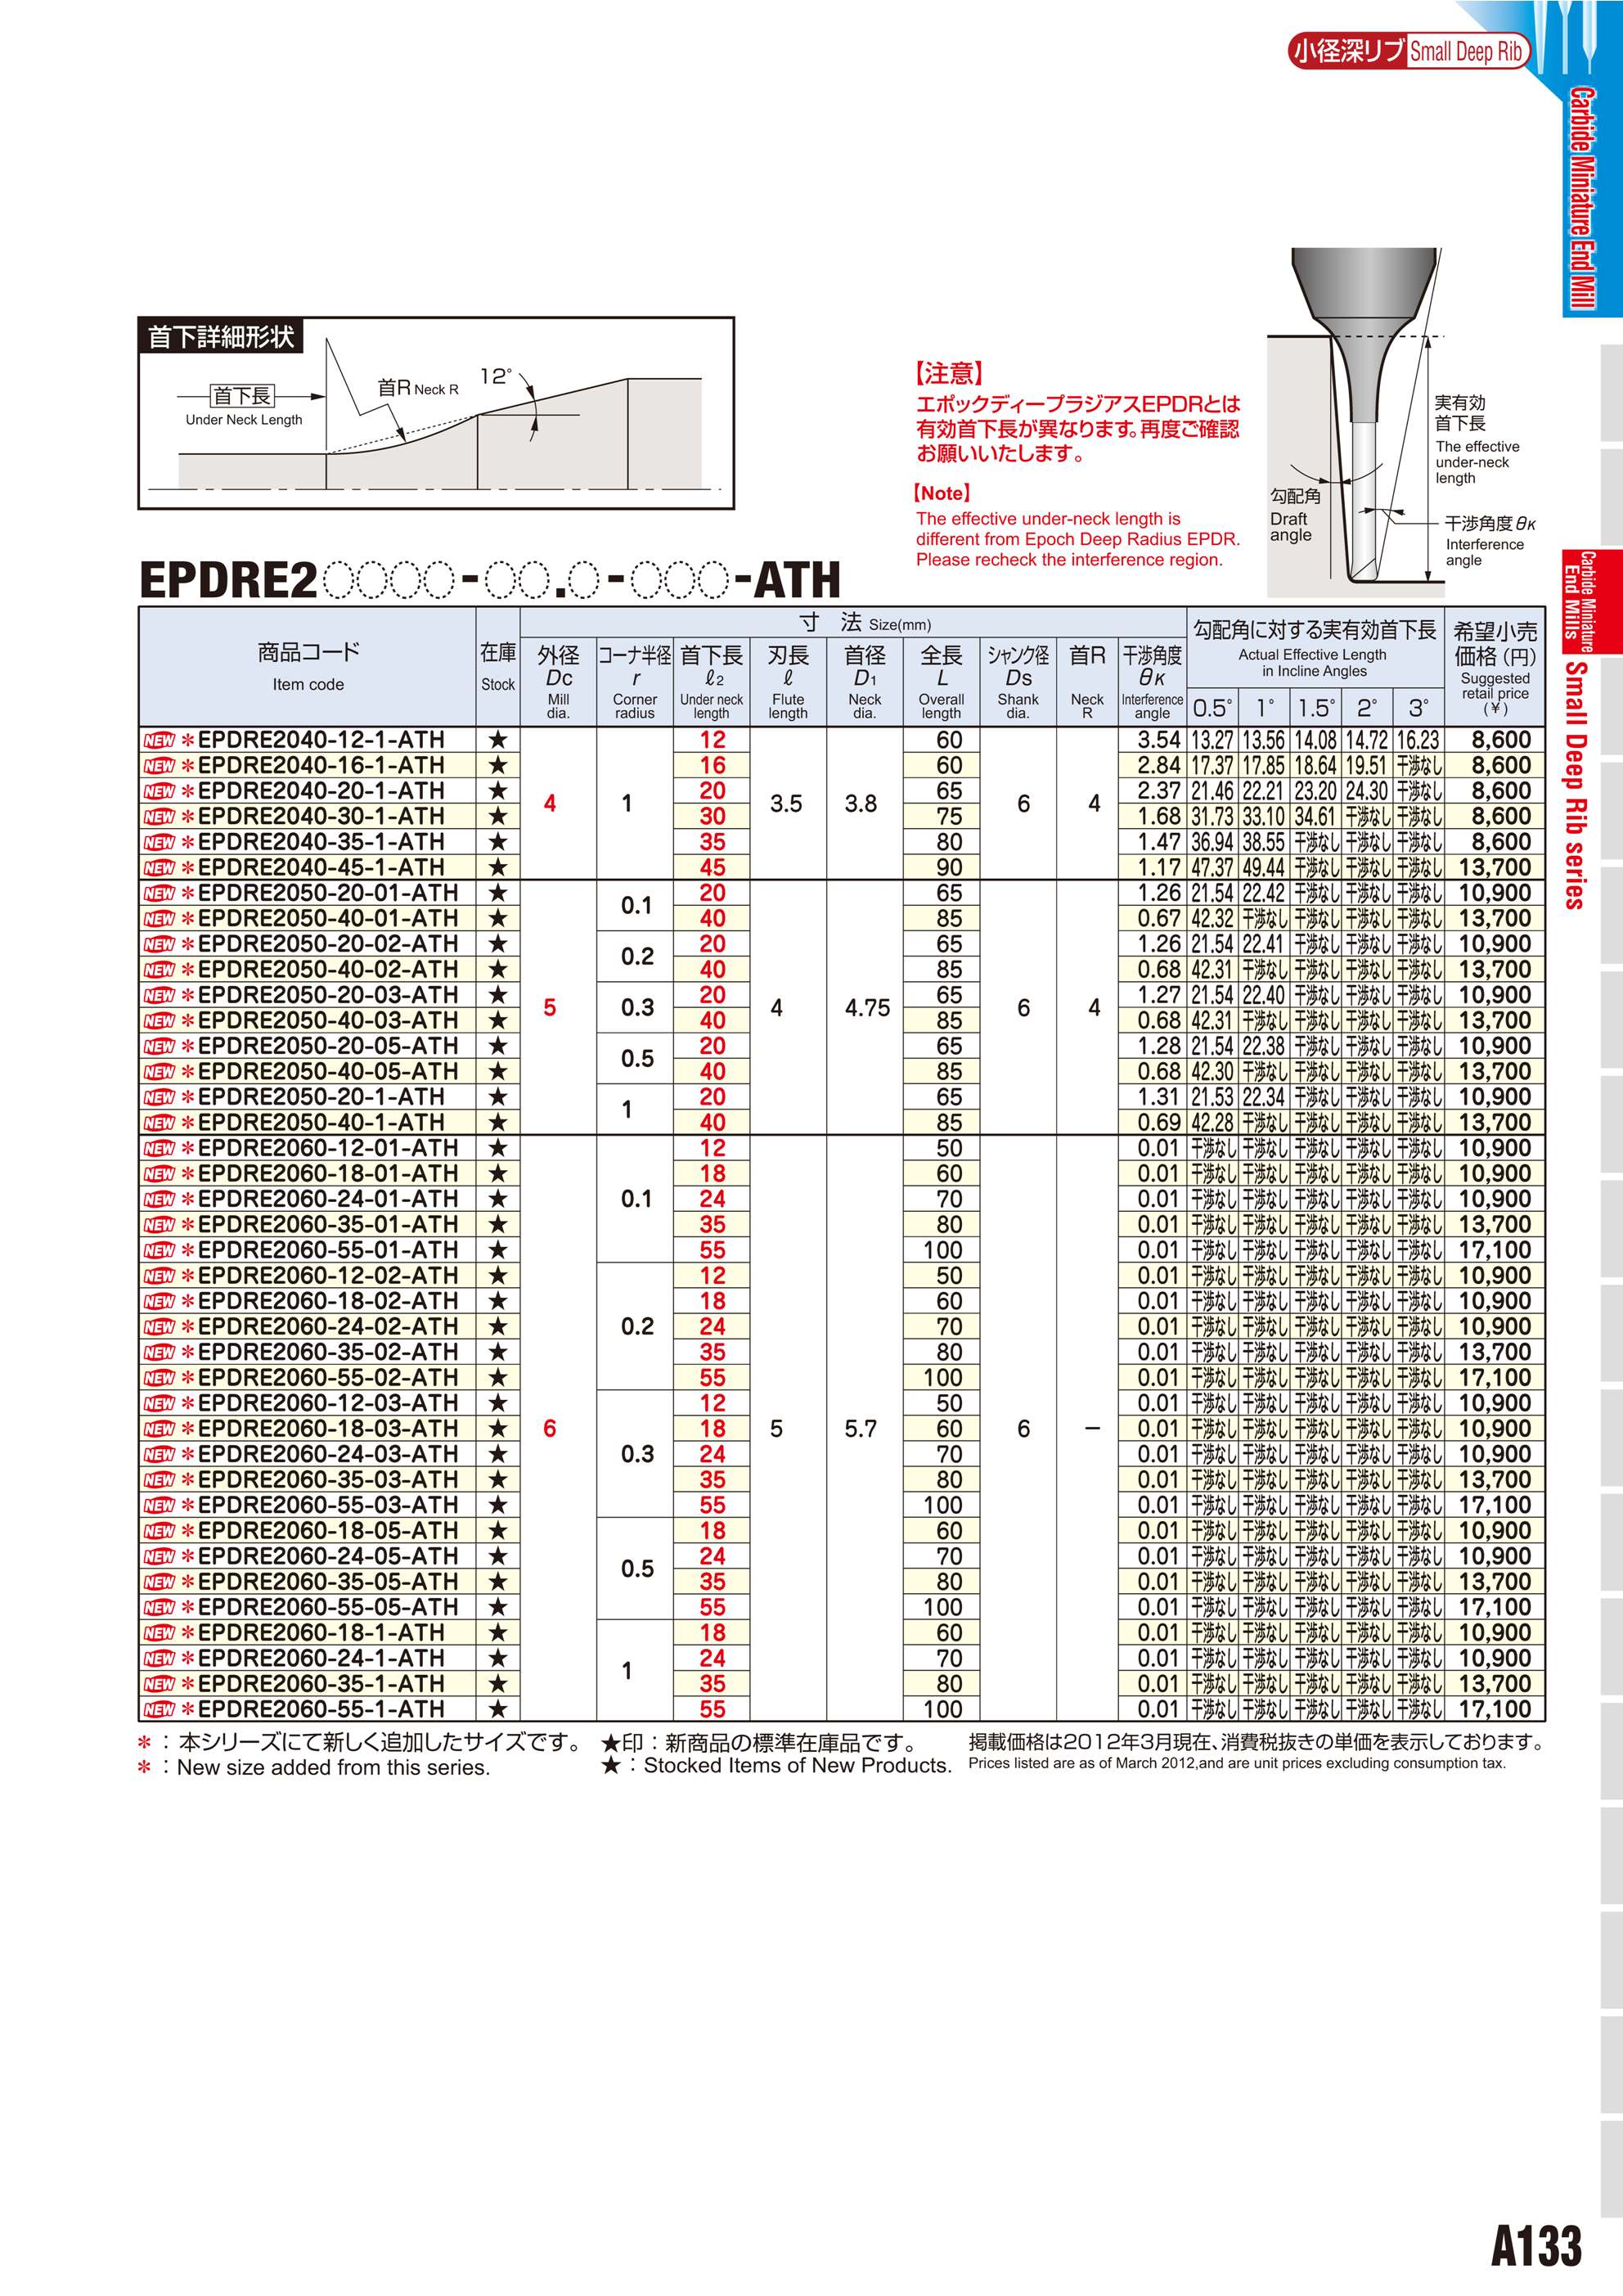 小径深リブ Small Deep Rib
Carbide Miniature End Mill
首下詳細形状
首下長
Under Neck Length
首R Neck R
12°
【注意】
エポックディープラジアスEPDRとは
有効首下長が異なります。再度ご確認
お願いいたします。
【Note】
The effective under-neck length is
different from Epoch Deep Radius EPDR.
Please recheck the interference region.
実有効
首下長
The effective
under-neck
length
勾配角
Draft
angle
干渉角度 θK
Interference
angle
Carbide Miniature
End Mills
Small Deep Rib series
EPDRE2○○○○-○○.○-○○○-ATH
商品コード Item code
在庫 Stock
寸 法 Size(mm)
外径 Dc Mill dia.
コーナ半径 r Corner radius
首下長 ℓ2 Under neck length
刃長 ℓ Flute length
首径 D1 Neck dia.
全長 L Overall length
シャンク径 Ds Shank dia.
首R Neck R
干渉角度 θK Interference angle
勾配角に対する実有効首下長
Actual Effective Length
in Incline Angles
0.5° 1° 1.5° 2° 3°
希望小売
価格(円)
Suggested
retail price
(¥)
NEW *EPDRE2040-12-1-ATH ★ 4 1 12 3.5 3.8 60 6 4 3.54 13.27 13.56 14.08 14.72 16.23 8,600
NEW *EPDRE2040-16-1-ATH ★ 16 60 2.84 17.37 17.85 18.64 19.51 干渉なし 8,600
NEW *EPDRE2040-20-1-ATH ★ 20 65 2.37 21.46 22.21 23.20 24.30 干渉なし 8,600
NEW *EPDRE2040-30-1-ATH ★ 30 75 1.68 31.73 33.10 34.61 干渉なし 干渉なし 8,600
NEW *EPDRE2040-35-1-ATH ★ 35 80 1.47 36.94 38.55 干渉なし 干渉なし 干渉なし 8,600
NEW *EPDRE2040-45-1-ATH ★ 45 90 1.17 47.37 49.44 干渉なし 干渉なし 干渉なし 13,700
NEW *EPDRE2050-20-01-ATH ★ 5 0.1 20 4 4.75 65 6 4 1.26 21.54 22.42 干渉なし 干渉なし 干渉なし 10,900
NEW *EPDRE2050-40-01-ATH ★ 40 85 0.67 42.32 干渉なし 干渉なし 干渉なし 干渉なし 13,700
NEW *EPDRE2050-20-02-ATH ★ 0.2 20 65 1.26 21.54 22.41 干渉なし 干渉なし 干渉なし 10,900
NEW *EPDRE2050-40-02-ATH ★ 40 85 0.68 42.31 干渉なし 干渉なし 干渉なし 干渉なし 13,700
NEW *EPDRE2050-20-03-ATH ★ 0.3 20 65 1.27 21.54 22.40 干渉なし 干渉なし 干渉なし 10,900
NEW *EPDRE2050-40-03-ATH ★ 40 85 0.68 42.31 干渉なし 干渉なし 干渉なし 干渉なし 13,700
NEW *EPDRE2050-20-05-ATH ★ 0.5 20 65 1.28 21.54 22.38 干渉なし 干渉なし 干渉なし 10,900
NEW *EPDRE2050-40-05-ATH ★ 40 85 0.68 42.30 干渉なし 干渉なし 干渉なし 干渉なし 13,700
NEW *EPDRE2050-20-1-ATH ★ 1 20 65 1.31 21.53 22.34 干渉なし 干渉なし 干渉なし 10,900
NEW *EPDRE2050-40-1-ATH ★ 40 85 0.69 42.28 干渉なし 干渉なし 干渉なし 干渉なし 13,700
NEW *EPDRE2060-12-01-ATH ★ 6 0.1 12 5 5.7 50 6 － 0.01 干渉なし 干渉なし 干渉なし 干渉なし 干渉なし 10,900
NEW *EPDRE2060-18-01-ATH ★ 18 60 0.01 干渉なし 干渉なし 干渉なし 干渉なし 干渉なし 10,900
NEW *EPDRE2060-24-01-ATH ★ 24 70 0.01 干渉なし 干渉なし 干渉なし 干渉なし 干渉なし 10,900
NEW *EPDRE2060-35-01-ATH ★ 35 80 0.01 干渉なし 干渉なし 干渉なし 干渉なし 干渉なし 13,700
NEW *EPDRE2060-55-01-ATH ★ 55 100 0.01 干渉なし 干渉なし 干渉なし 干渉なし 干渉なし 17,100
NEW *EPDRE2060-12-02-ATH ★ 0.2 12 50 0.01 干渉なし 干渉なし 干渉なし 干渉なし 干渉なし 10,900
NEW *EPDRE2060-18-02-ATH ★ 18 60 0.01 干渉なし 干渉なし 干渉なし 干渉なし 干渉なし 10,900
NEW *EPDRE2060-24-02-ATH ★ 24 70 0.01 干渉なし 干渉なし 干渉なし 干渉なし 干渉なし 10,900
NEW *EPDRE2060-35-02-ATH ★ 35 80 0.01 干渉なし 干渉なし 干渉なし 干渉なし 干渉なし 13,700
NEW *EPDRE2060-55-02-ATH ★ 55 100 0.01 干渉なし 干渉なし 干渉なし 干渉なし 干渉なし 17,100
NEW *EPDRE2060-12-03-ATH ★ 0.3 12 50 0.01 干渉なし 干渉なし 干渉なし 干渉なし 干渉なし 10,900
NEW *EPDRE2060-18-03-ATH ★ 18 60 0.01 干渉なし 干渉なし 干渉なし 干渉なし 干渉なし 10,900
NEW *EPDRE2060-24-03-ATH ★ 24 70 0.01 干渉なし 干渉なし 干渉なし 干渉なし 干渉なし 10,900
NEW *EPDRE2060-35-03-ATH ★ 35 80 0.01 干渉なし 干渉なし 干渉なし 干渉なし 干渉なし 13,700
NEW *EPDRE2060-55-03-ATH ★ 55 100 0.01 干渉なし 干渉なし 干渉なし 干渉なし 干渉なし 17,100
NEW *EPDRE2060-18-05-ATH ★ 0.5 18 60 0.01 干渉なし 干渉なし 干渉なし 干渉なし 干渉なし 10,900
NEW *EPDRE2060-24-05-ATH ★ 24 70 0.01 干渉なし 干渉なし 干渉なし 干渉なし 干渉なし 10,900
NEW *EPDRE2060-35-05-ATH ★ 35 80 0.01 干渉なし 干渉なし 干渉なし 干渉なし 干渉なし 13,700
NEW *EPDRE2060-55-05-ATH ★ 55 100 0.01 干渉なし 干渉なし 干渉なし 干渉なし 干渉なし 17,100
NEW *EPDRE2060-18-1-ATH ★ 1 18 60 0.01 干渉なし 干渉なし 干渉なし 干渉なし 干渉なし 10,900
NEW *EPDRE2060-24-1-ATH ★ 24 70 0.01 干渉なし 干渉なし 干渉なし 干渉なし 干渉なし 10,900
NEW *EPDRE2060-35-1-ATH ★ 35 80 0.01 干渉なし 干渉なし 干渉なし 干渉なし 干渉なし 13,700
NEW *EPDRE2060-55-1-ATH ★ 55 100 0.01 干渉なし 干渉なし 干渉なし 干渉なし 干渉なし 17,100
*：本シリーズにて新しく追加したサイズです。 ★印：新商品の標準在庫品です。 掲載価格は2012年3月現在、消費税抜きの単価を表示しております。
*：New size added from this series. ★：Stocked Items of New Products. Prices listed are as of March 2012,and are unit prices excluding consumption tax.
A133